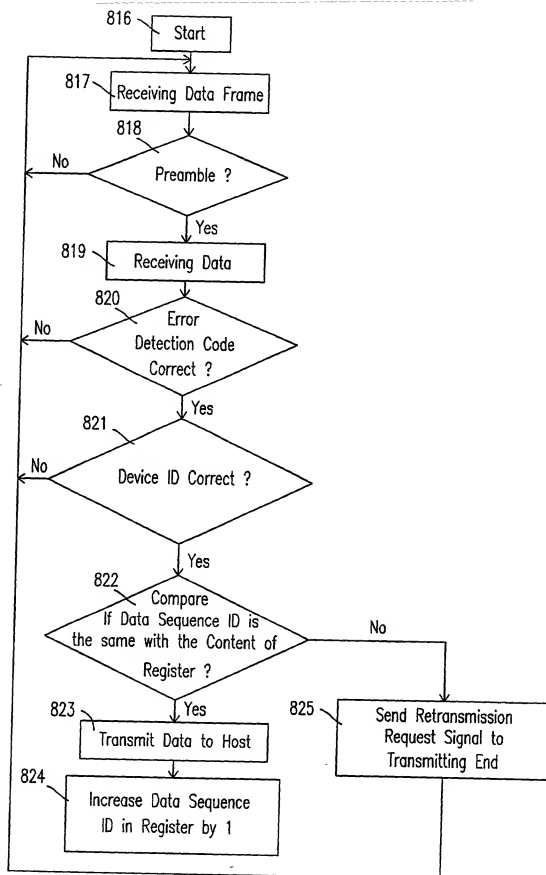 816
Start
817
Receiving Data Frame
818
No
Preamble ?
Yes
819
Receiving Data
820
No
Error
Detection Code
Correct ?
Yes
821
No
Device ID Correct ?
Yes
822
Compare
If Data Sequence ID is
the same with the Content of
Register ?
No
Yes
823
Transmit Data to Host
825
Send Retransmission
Request Signal to
Transmitting End
824
Increase Data Sequence
ID in Register by 1